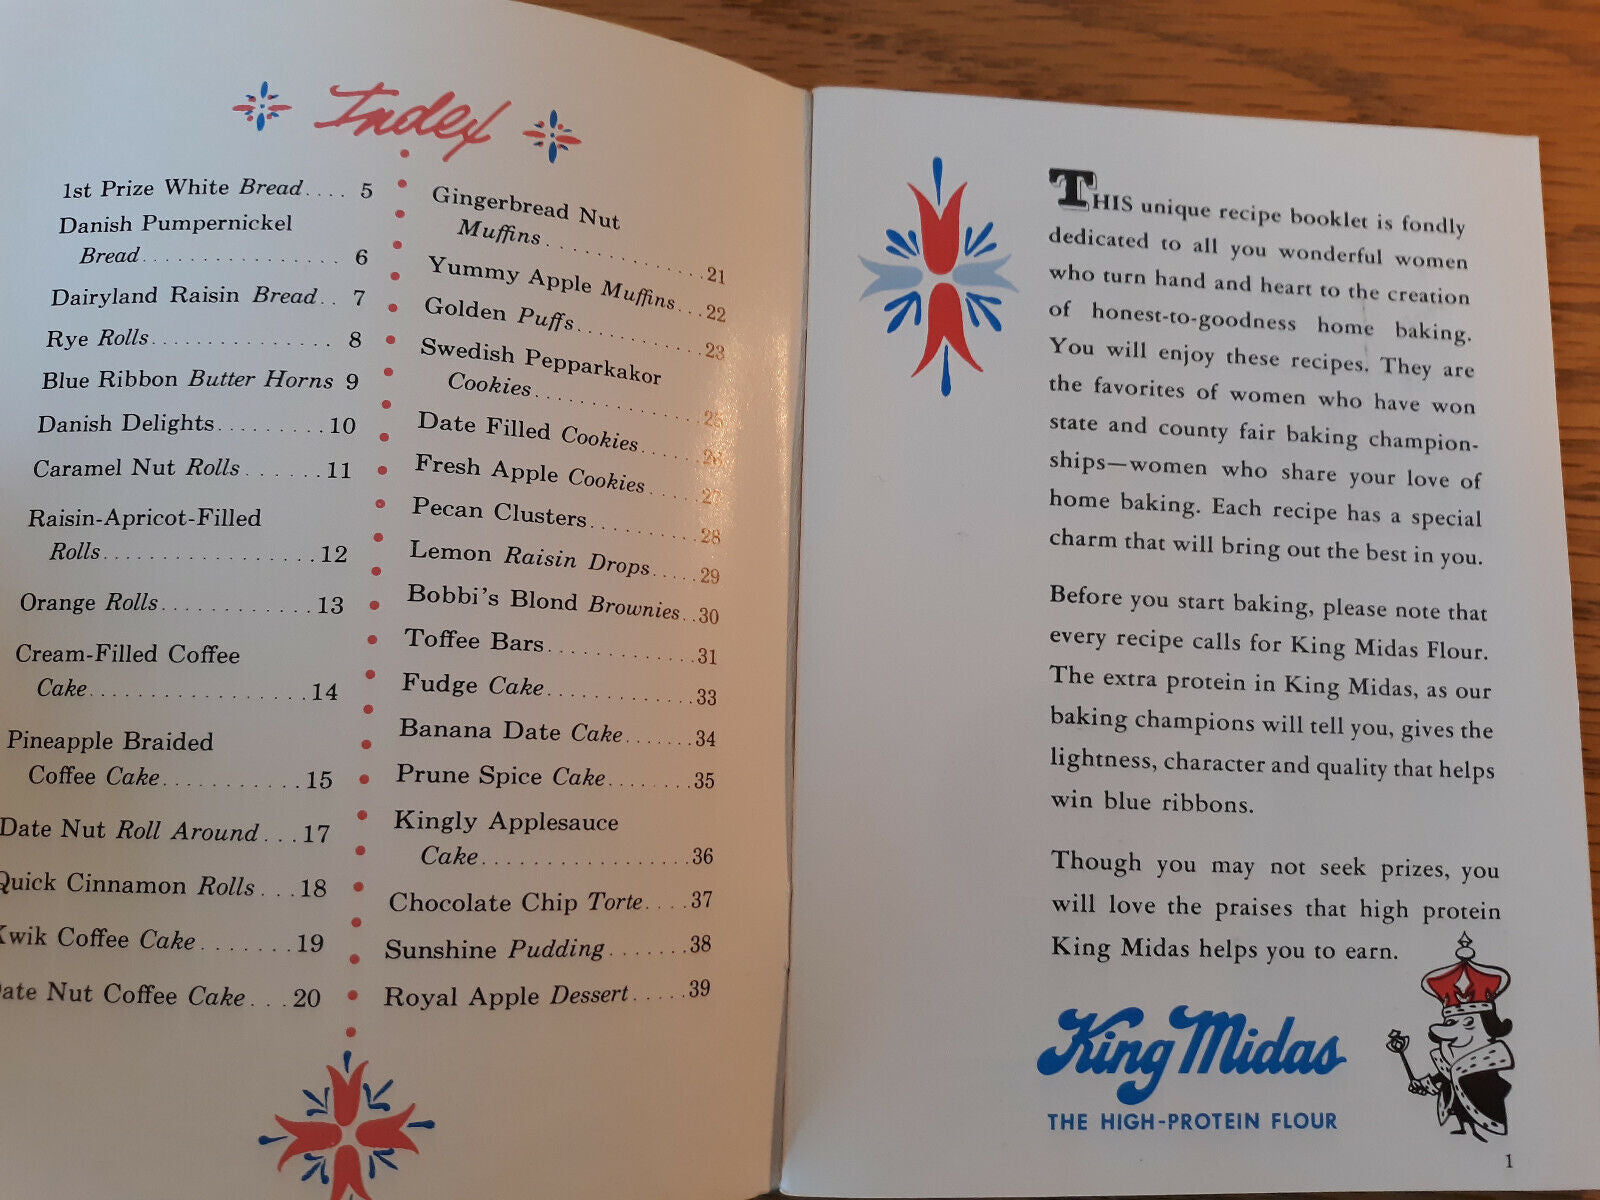 Index
1st Prize White Bread.... 5
Danish Pumpernickel
Bread................. 6
Dairyland Raisin Bread.. 7
Rye Rolls............... 8
Blue Ribbon Butter Horns 9
Danish Delights.........10
Caramel Nut Rolls.......11
Raisin-Apricot-Filled
Rolls...................12
Orange Rolls............13
Cream-Filled Coffee
Cake...................14
Pineapple Braided
Coffee Cake............15
Date Nut Roll Around...17
Quick Cinnamon Rolls...18
Kwik Coffee Cake.......19
ate Nut Coffee Cake...20
Gingerbread Nut
Muffins..............21
Yummy Apple Muffins...22
Golden Puffs...........23
Swedish Pepparkakor
Cookies...............25
Date Filled Cookies.....26
Fresh Apple Cookies.....27
Pecan Clusters..........28
Lemon Raisin Drops.....29
Bobbi's Blond Brownies..30
Toffee Bars.............31
Fudge Cake.............33
Banana Date Cake.......34
Prune Spice Cake........35
Kingly Applesauce
Cake..................36
Chocolate Chip Torte....37
Sunshine Pudding.......38
Royal Apple Dessert.....39
THIS unique recipe booklet is fondly
dedicated to all you wonderful women
who turn hand and heart to the creation
of honest-to-goodness home baking.
You will enjoy these recipes. They are
the favorites of women who have won
state and county fair baking champion-
ships—women who share your love of
home baking. Each recipe has a special
charm that will bring out the best in you.
Before you start baking, please note that
every recipe calls for King Midas Flour.
The extra protein in King Midas, as our
baking champions will tell you, gives the
lightness, character and quality that helps
win blue ribbons.
Though you may not seek prizes, you
will love the praises that high protein
King Midas helps you to earn.
King Midas
THE HIGH-PROTEIN FLOUR
1